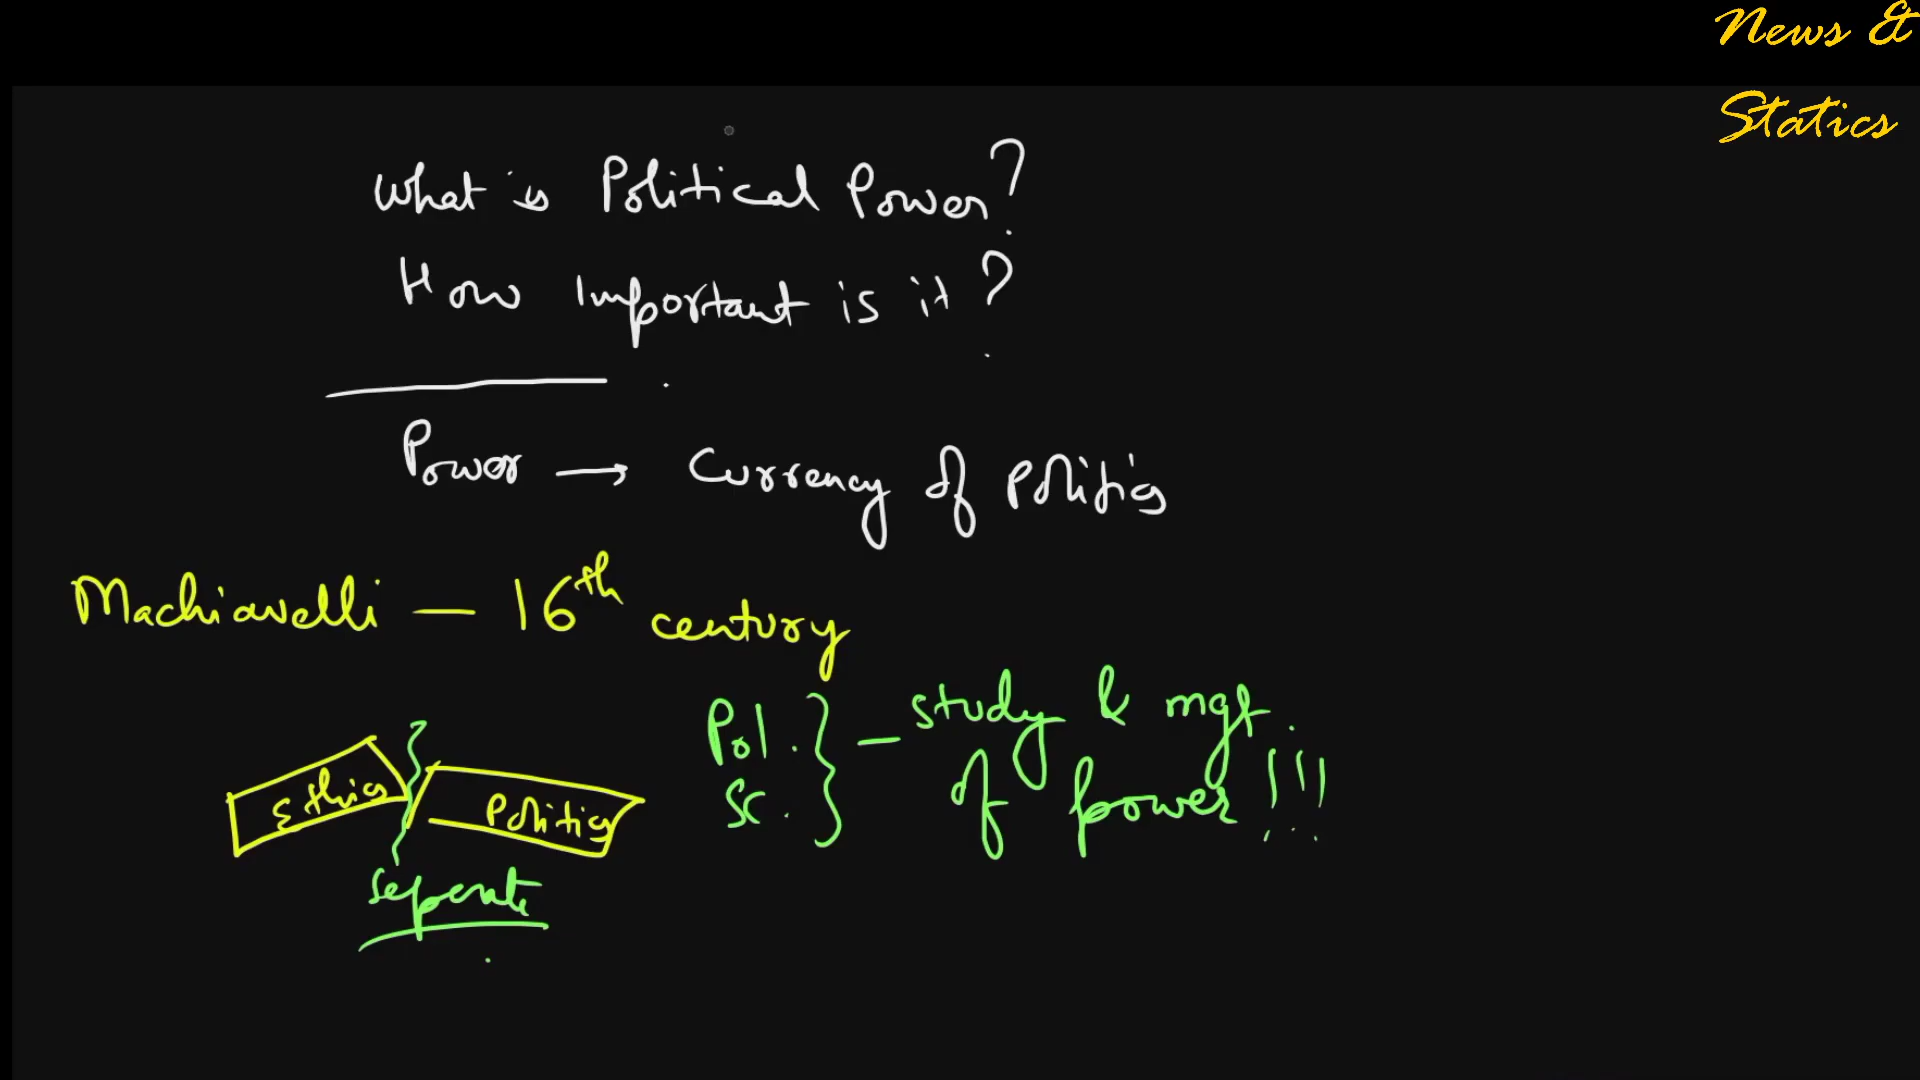 News &
Statics
What is Political Power?
How Important is it?
Power → Currency of Politics
Machiavelli — 16th century
Pol. Sc. } — study & mgt. of power!!!
Ethics Politics
seperate